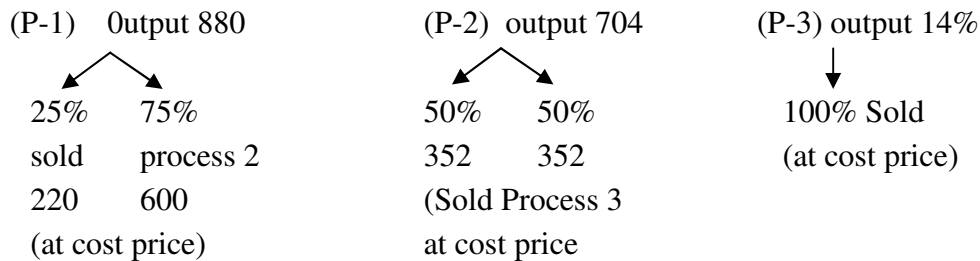 (P-1) 0utput 880 (P-2) output 704 (P-3) output 14%
25% 75% 50% 50% 100% Sold
sold process 2 352 352 (at cost price)
220 600 (Sold Process 3
(at cost price) at cost price